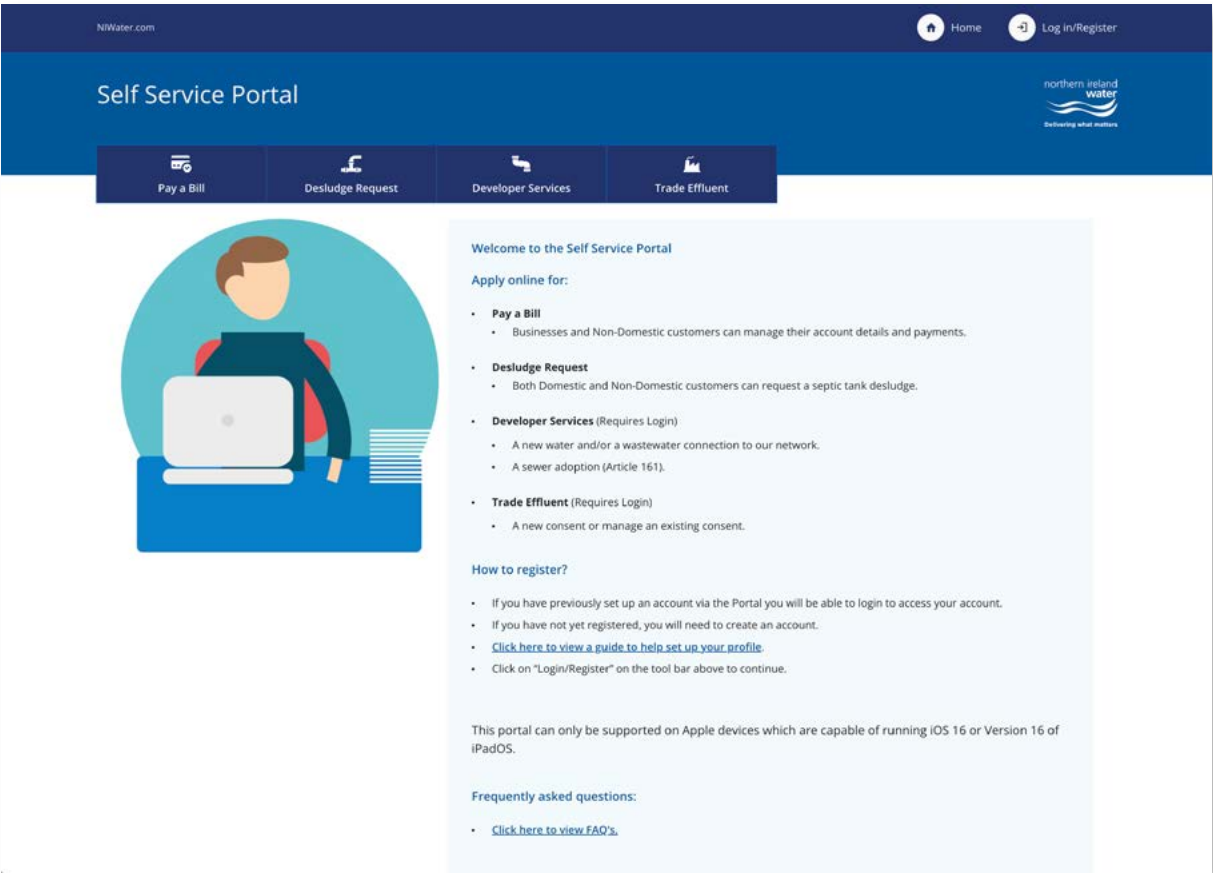 NIWater.com
Home
Log in/Register
Self Service Portal
northern ireland
water
Delivering what matters
Pay a Bill
Desludge Request
Developer Services
Trade Effluent
Welcome to the Self Service Portal
Apply online for:
• Pay a Bill
• Businesses and Non-Domestic customers can manage their account details and payments.
• Desludge Request
• Both Domestic and Non-Domestic customers can request a septic tank desludge.
• Developer Services (Requires Login)
• A new water and/or a wastewater connection to our network.
• A sewer adoption (Article 161).
• Trade Effluent (Requires Login)
• A new consent or manage an existing consent.
How to register?
• If you have previously set up an account via the Portal you will be able to login to access your account.
• If you have not yet registered, you will need to create an account.
• Click here to view a guide to help set up your profile.
• Click on "Login/Register" on the tool bar above to continue.
This portal can only be supported on Apple devices which are capable of running iOS 16 or Version 16 of
iPadOS.
Frequently asked questions:
• Click here to view FAQ's.